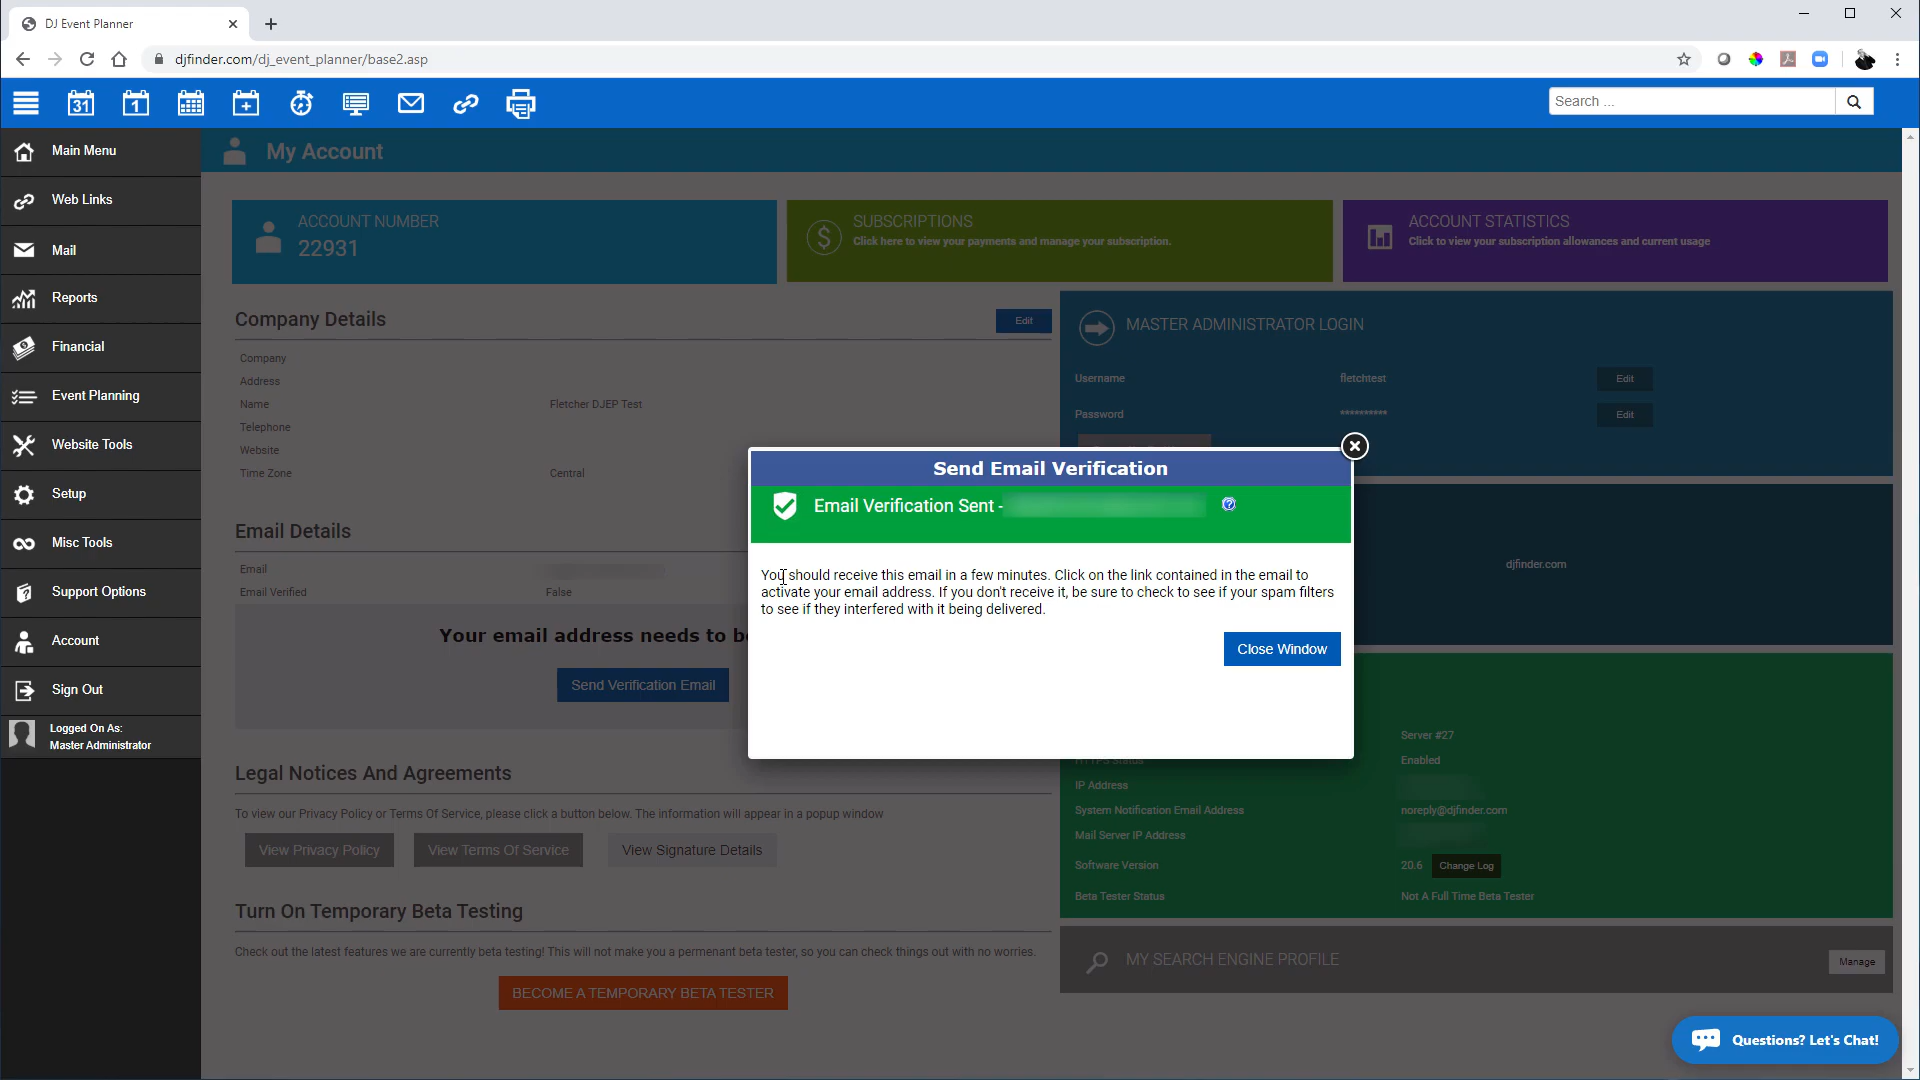 DJ Event Planner
djfinder.com/dj_event_planner/base2.asp
31
1
Search ...
Main Menu
Web Links
Mail
Reports
Financial
Event Planning
Website Tools
Setup
Misc Tools
Support Options
Account
Sign Out
Logged On As:
Master Administrator
My Account
ACCOUNT NUMBER
22931
SUBSCRIPTIONS
Click here to view your payments and manage your subscription.
ACCOUNT STATISTICS
Click to view your subscription allowances and current usage
Company Details
Edit
Company
Address
Name Fletcher DJEP Test
Telephone
Website
Time Zone Central
Email Details
Email
Email Verified False
Your email address needs to b
Send Verification Email
Legal Notices And Agreements
To view our Privacy Policy or Terms Of Service, please click a button below. The information will appear in a popup window
View Privacy Policy View Terms Of Service View Signature Details
Turn On Temporary Beta Testing
Check out the latest features we are currently beta testing! This will not make you a permenant beta tester, so you can check things out with no worries.
BECOME A TEMPORARY BETA TESTER
MASTER ADMINISTRATOR LOGIN
Username fletchtest Edit
Password ********** Edit
Send Email Verification
Email Verification Sent -
You should receive this email in a few minutes. Click on the link contained in the email to
activate your email address. If you don't receive it, be sure to check to see if your spam filters
to see if they interfered with it being delivered.
Close Window
djfinder.com
Server #27
HTTPS Status Enabled
IP Address
System Notification Email Address noreply@djfinder.com
Mail Server IP Address
Software Version 20.6 Change Log
Beta Tester Status Not A Full Time Beta Tester
MY SEARCH ENGINE PROFILE
Manage
Questions? Let's Chat!